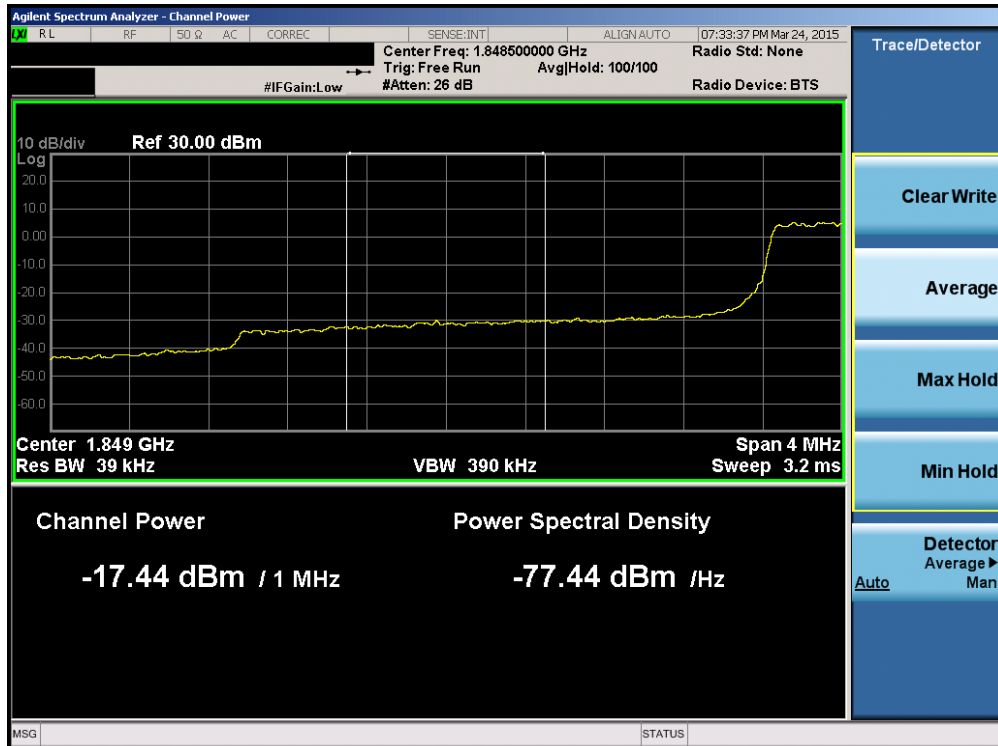 Agilent Spectrum Analyzer - Channel Power
LXI RL RF 50 Ω AC CORREC SENSE:INT ALIGN AUTO 07:33:37 PM Mar 24, 2015
Center Freq: 1.848500000 GHz Radio Std: None
Trig: Free Run Avg|Hold: 100/100
#IFGain:Low #Atten: 26 dB Radio Device: BTS
10 dB/div Ref 30.00 dBm
Log
20.0
10.0
0.00
-10.0
-20.0
-30.0
-40.0
-50.0
-60.0
Center 1.849 GHz Span 4 MHz
Res BW 39 kHz VBW 390 kHz Sweep 3.2 ms
Channel Power Power Spectral Density
-17.44 dBm / 1 MHz -77.44 dBm /Hz
MSG STATUS
Trace/Detector
Clear Write
Average
Max Hold
Min Hold
Detector
Average
Auto Man